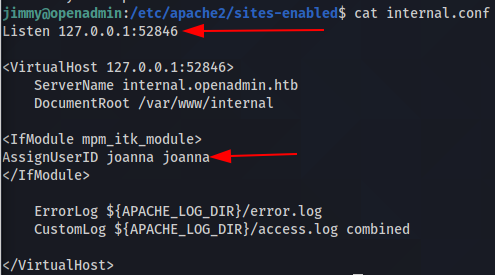 jimmy@openadmin:/etc/apache2/sites-enabled$ cat internal.conf
Listen 127.0.0.1:52846
<VirtualHost 127.0.0.1:52846>
ServerName internal.openadmin.htb
DocumentRoot /var/www/internal
<IfModule mpm_itk_module>
AssignUserID joanna joanna
</IfModule>
ErrorLog ${APACHE_LOG_DIR}/error.log
CustomLog ${APACHE_LOG_DIR}/access.log combined
</VirtualHost>